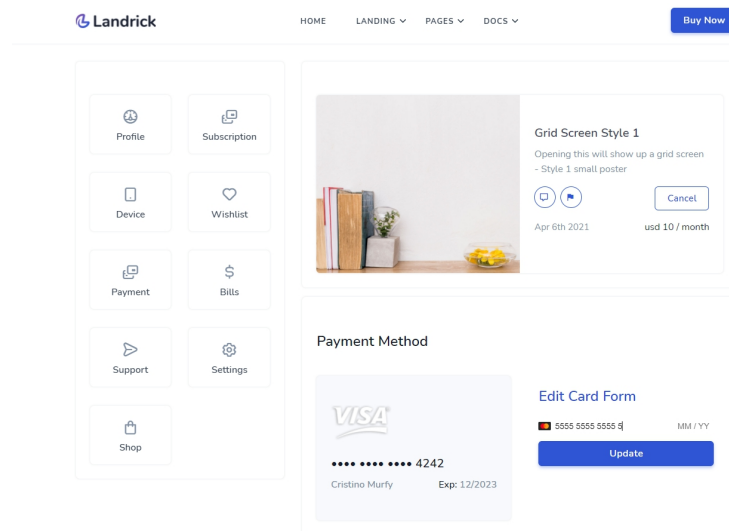 Landrick
HOME LANDING PAGES DOCS
Buy Now
Profile
Subscription
Device
Wishlist
Payment
Bills
Support
Settings
Shop
Grid Screen Style 1
Opening this will show up a grid screen
- Style 1 small poster
Cancel
Apr 6th 2021 usd 10 / month
Payment Method
VISA
•••• •••• •••• 4242
Cristino Murfy Exp: 12/2023
Edit Card Form
5555 5555 5555 5 MM / YY
Update